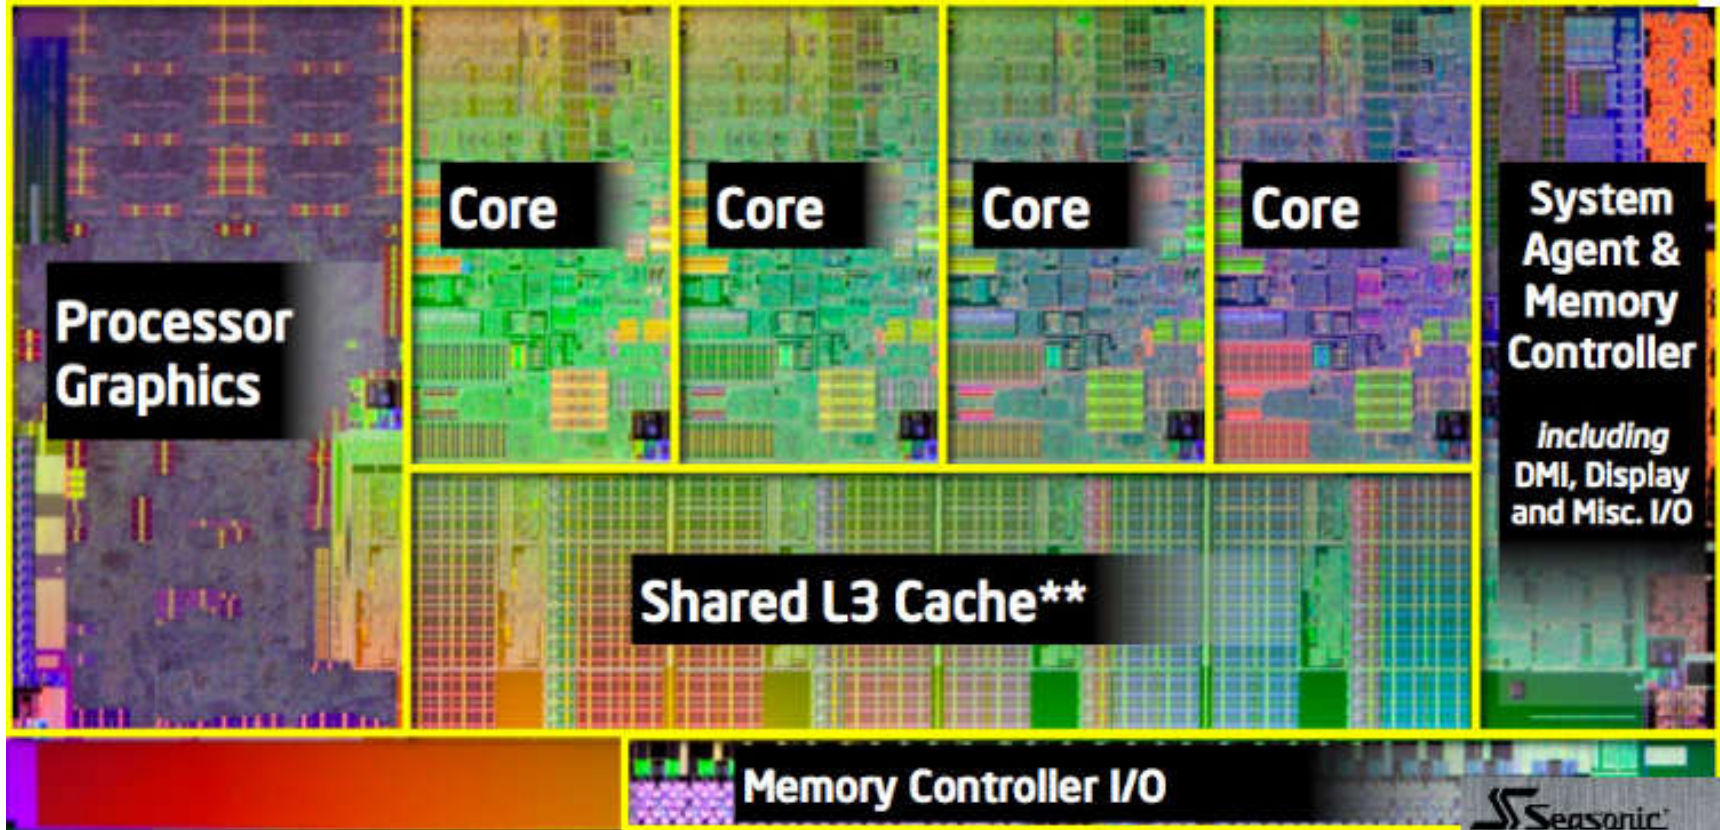 Processor
Graphics
Core
Core
Core
Core
System
Agent &
Memory
Controller
including
DMI, Display
and Misc. I/O
Shared L3 Cache**
Memory Controller I/O
Seasonic